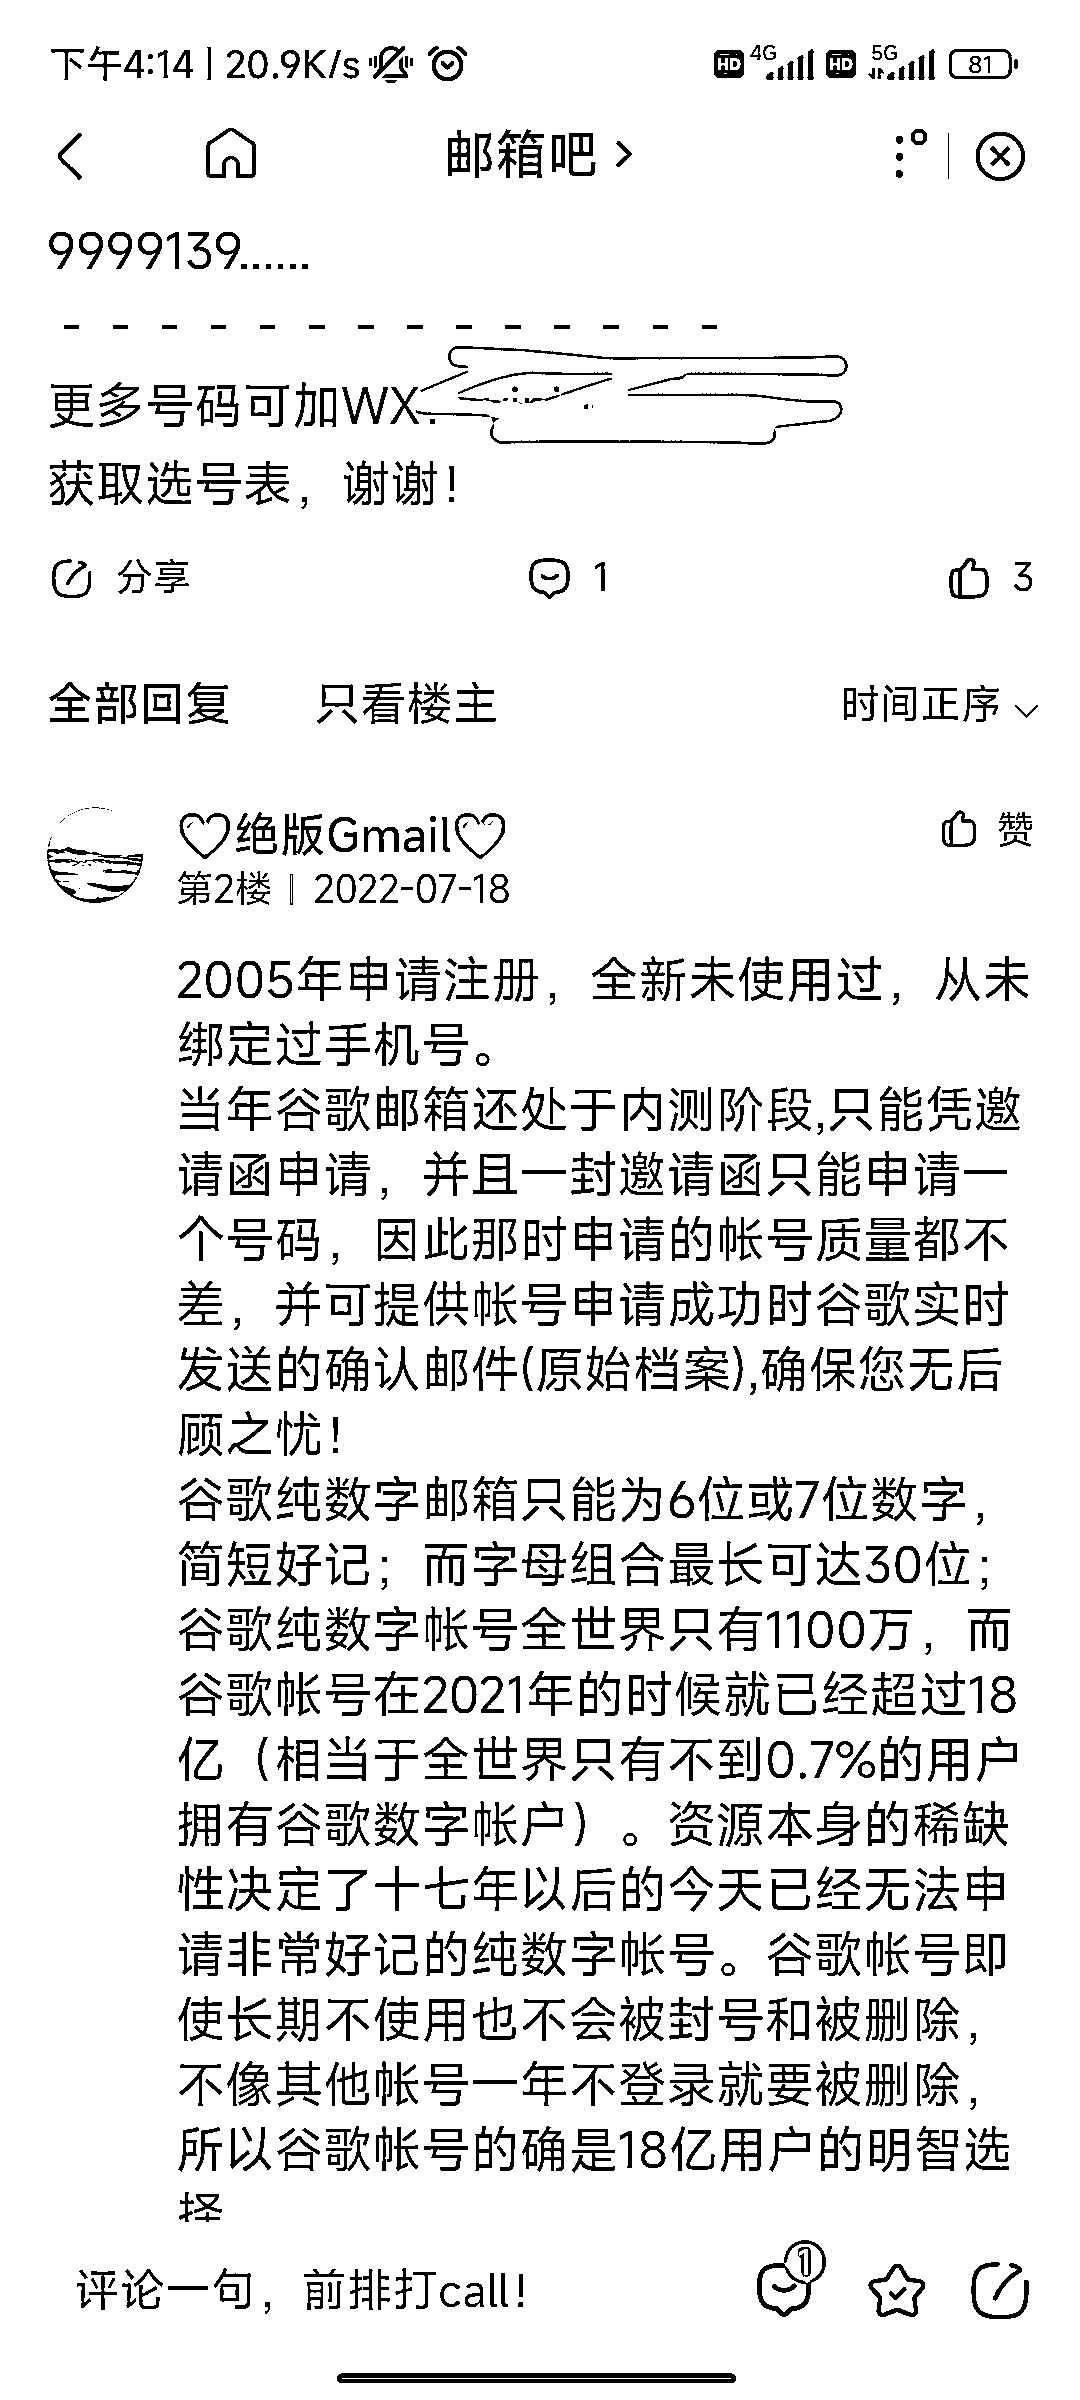 下午4:14 | 20.9K/s 4G 5G 81
邮箱吧
9999139......
- - - - - - - - - - - - - -
更多号码可加WX:
获取选号表，谢谢！
分享 1 3
全部回复 只看楼主 时间正序
♡绝版Gmail♡ 赞
第2楼 | 2022-07-18
2005年申请注册，全新未使用过，从未
绑定过手机号。
当年谷歌邮箱还处于内测阶段,只能凭邀
请函申请，并且一封邀请函只能申请一
个号码，因此那时申请的帐号质量都不
差，并可提供帐号申请成功时谷歌实时
发送的确认邮件(原始档案),确保您无后
顾之忧！
谷歌纯数字邮箱只能为6位或7位数字，
简短好记；而字母组合最长可达30位；
谷歌纯数字帐号全世界只有1100万，而
谷歌帐号在2021年的时候就已经超过18
亿（相当于全世界只有不到0.7%的用户
拥有谷歌数字帐户）。资源本身的稀缺
性决定了十七年以后的今天已经无法申
请非常好记的纯数字帐号。谷歌帐号即
使长期不使用也不会被封号和被删除，
不像其他帐号一年不登录就要被删除，
所以谷歌帐号的确是18亿用户的明智选
择
评论一句，前排打call！ 1